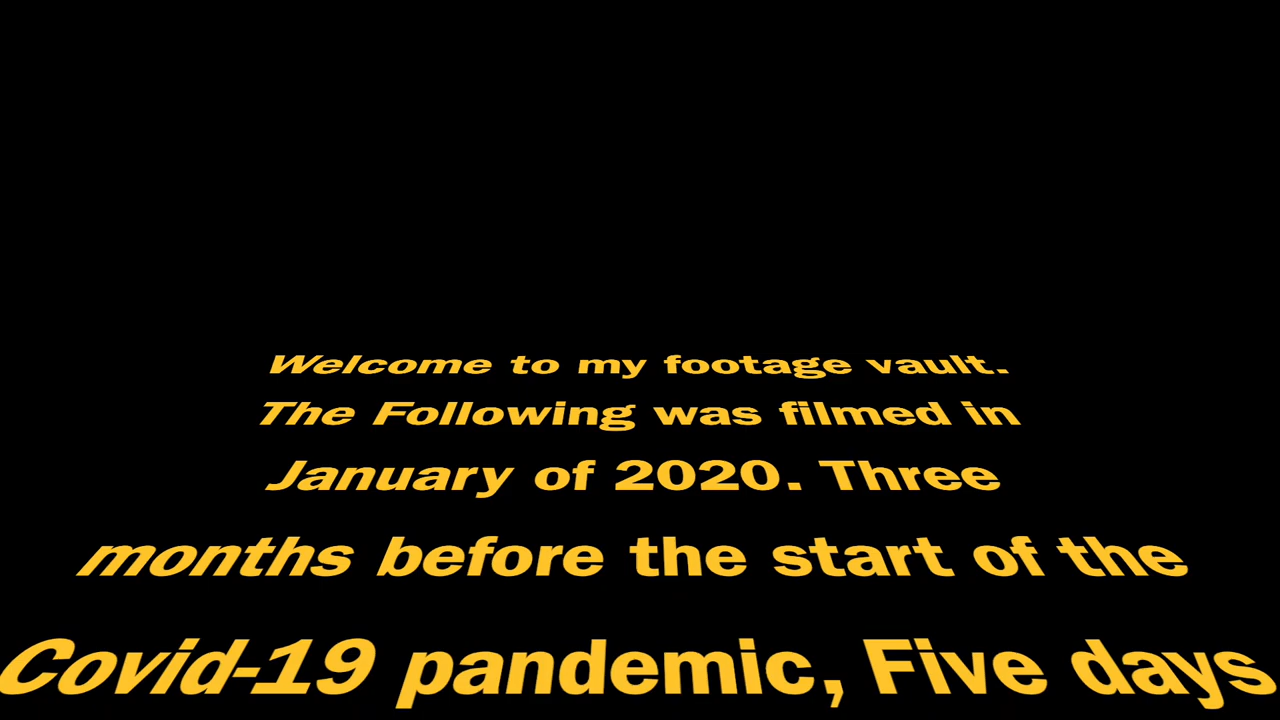 Welcome to my footage vault.
The Following was filmed in
January of 2020. Three
months before the start of the
Covid-19 pandemic, Five days